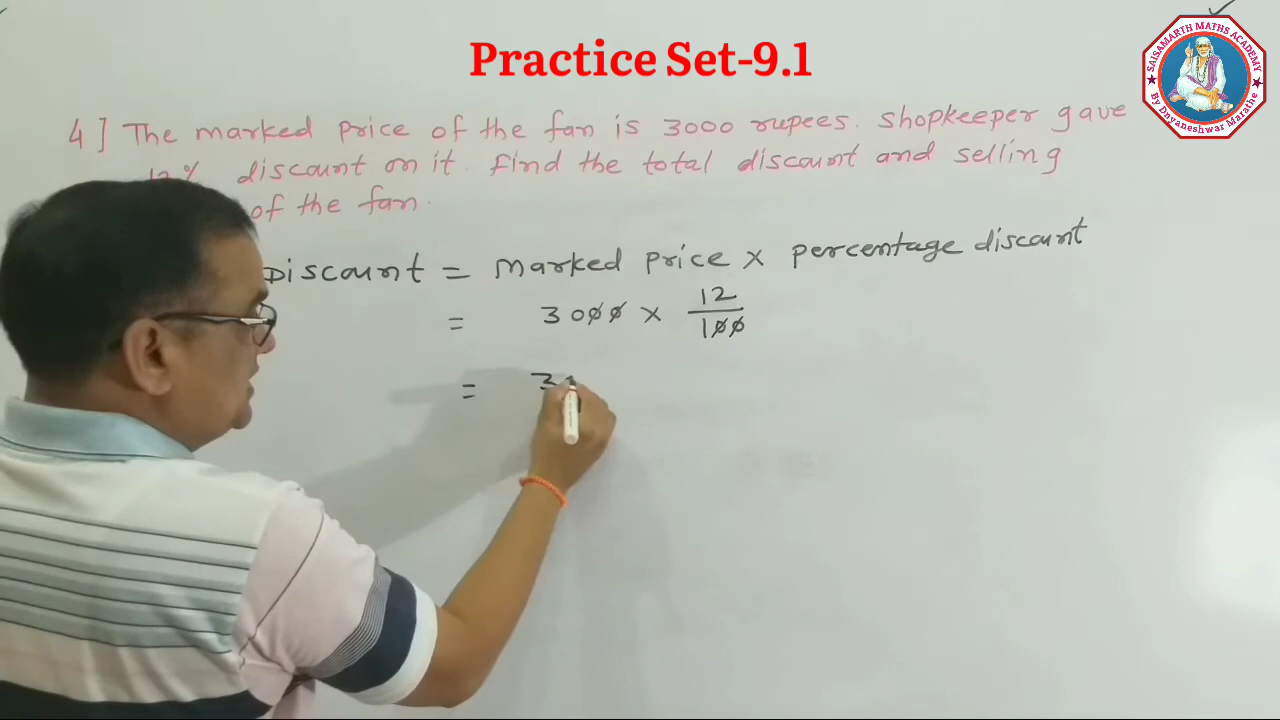 Practice Set-9.1
SAISAMARTH MATHS ACADEMY
By Dnyaneshwar Marathe
4] The marked price of the fan is 3000 rupees. Shopkeeper gave
12% discount on it. Find the total discount and selling
of the fan.
Discount = Marked price × percentage discount
= 3000 × 12/100
= 3